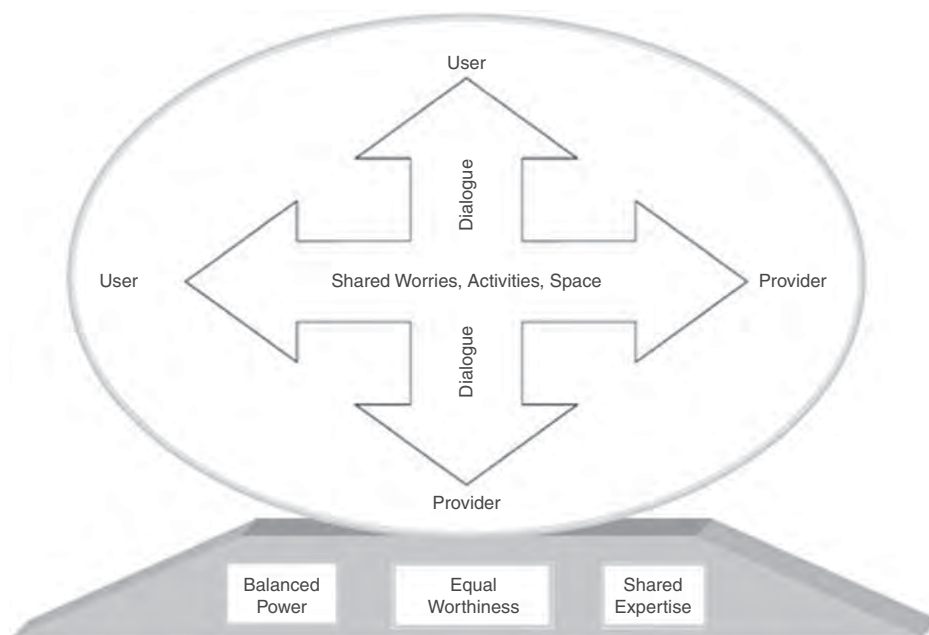 User
Dialogue
User
Shared Worries, Activities, Space
Provider
Dialogue
Provider
Balanced
Power
Equal
Worthiness
Shared
Expertise